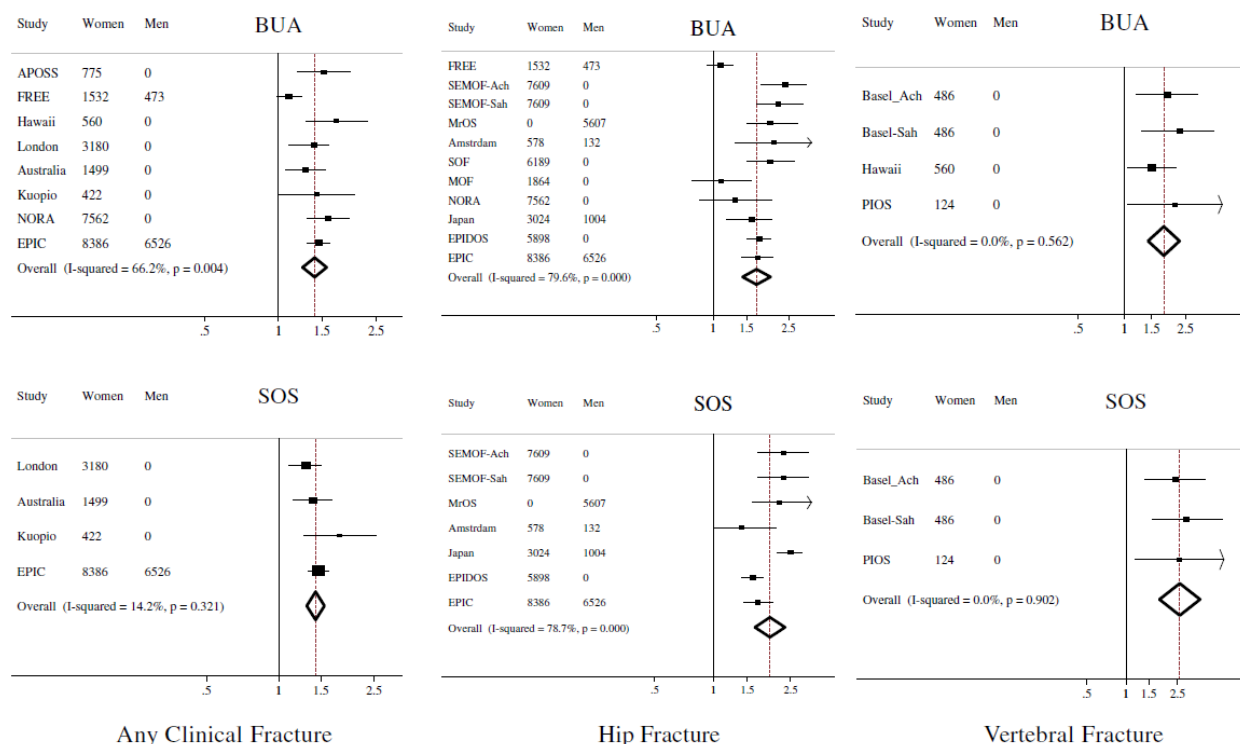 Study Women Men BUA
APOSS 775 0
FREE 1532 473
Hawaii 560 0
London 3180 0
Australia 1499 0
Kuopio 422 0
NORA 7562 0
EPIC 8386 6526
Overall (I-squared = 66.2%, p = 0.004)
.5 1 1.5 2.5
Study Women Men BUA
FREE 1532 473
SEMOF-Ach 7609 0
SEMOF-Sah 7609 0
MrOS 0 5607
Amstrdam 578 132
SOF 6189 0
MOF 1864 0
NORA 7562 0
Japan 3024 1004
EPIDOS 5898 0
EPIC 8386 6526
Overall (I-squared = 79.6%, p = 0.000)
.5 1 1.5 2.5
Study Women Men BUA
Basel_Ach 486 0
Basel-Sah 486 0
Hawaii 560 0
PIOS 124 0
Overall (I-squared = 0.0%, p = 0.562)
.5 1 1.5 2.5
Study Women Men SOS
London 3180 0
Australia 1499 0
Kuopio 422 0
EPIC 8386 6526
Overall (I-squared = 14.2%, p = 0.321)
.5 1 1.5 2.5
Any Clinical Fracture
Study Women Men SOS
SEMOF-Ach 7609 0
SEMOF-Sah 7609 0
MrOS 0 5607
Amstrdam 578 132
Japan 3024 1004
EPIDOS 5898 0
EPIC 8386 6526
Overall (I-squared = 78.7%, p = 0.000)
.5 1 1.5 2.5
Hip Fracture
Study Women Men SOS
Basel_Ach 486 0
Basel-Sah 486 0
PIOS 124 0
Overall (I-squared = 0.0%, p = 0.902)
.5 1 1.5 2.5
Vertebral Fracture